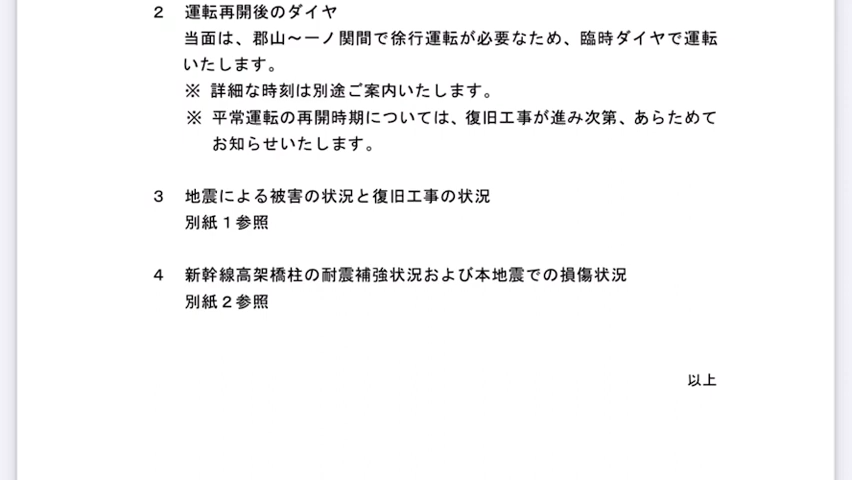 ２　運転再開後のダイヤ
当面は、郡山～一ノ関間で徐行運転が必要なため、臨時ダイヤで運転
いたします。
※ 詳細な時刻は別途ご案内いたします。
※ 平常運転の再開時期については、復旧工事が進み次第、あらためて
お知らせいたします。
３　地震による被害の状況と復旧工事の状況
別紙１参照
４　新幹線高架橋柱の耐震補強状況および本地震での損傷状況
別紙２参照
以上